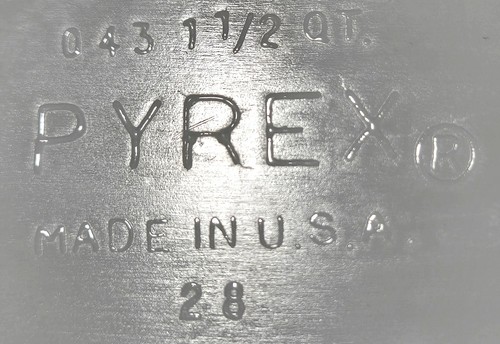 043 1 1/2 QT.
PYREX®
MADE IN U.S.A.
28